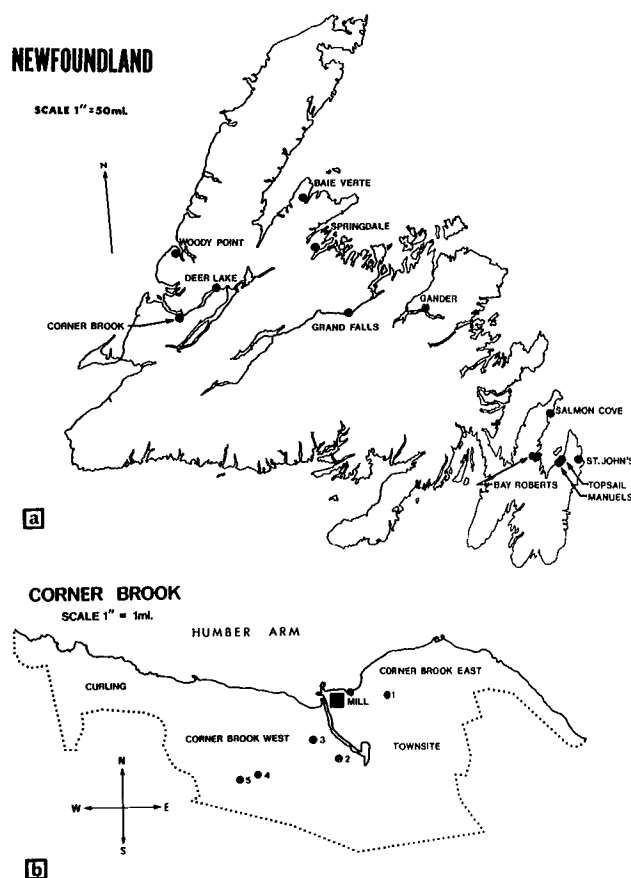 NEWFOUNDLAND
SCALE 1"=50mi.
N
BAIE VERTE
SPRINGDALE
WOODY POINT
DEER LAKE
GANDER
CORNER BROOK
GRAND FALLS
SALMON COVE
ST. JOHN'S
BAY ROBERTS
TOPSAIL
MANUELS
a
CORNER BROOK
SCALE 1" = 1mi.
HUMBER ARM
CORNER BROOK EAST
CURLING
MILL
1
CORNER BROOK WEST
3
TOWNSITE
2
N
4
5
W E
S
b